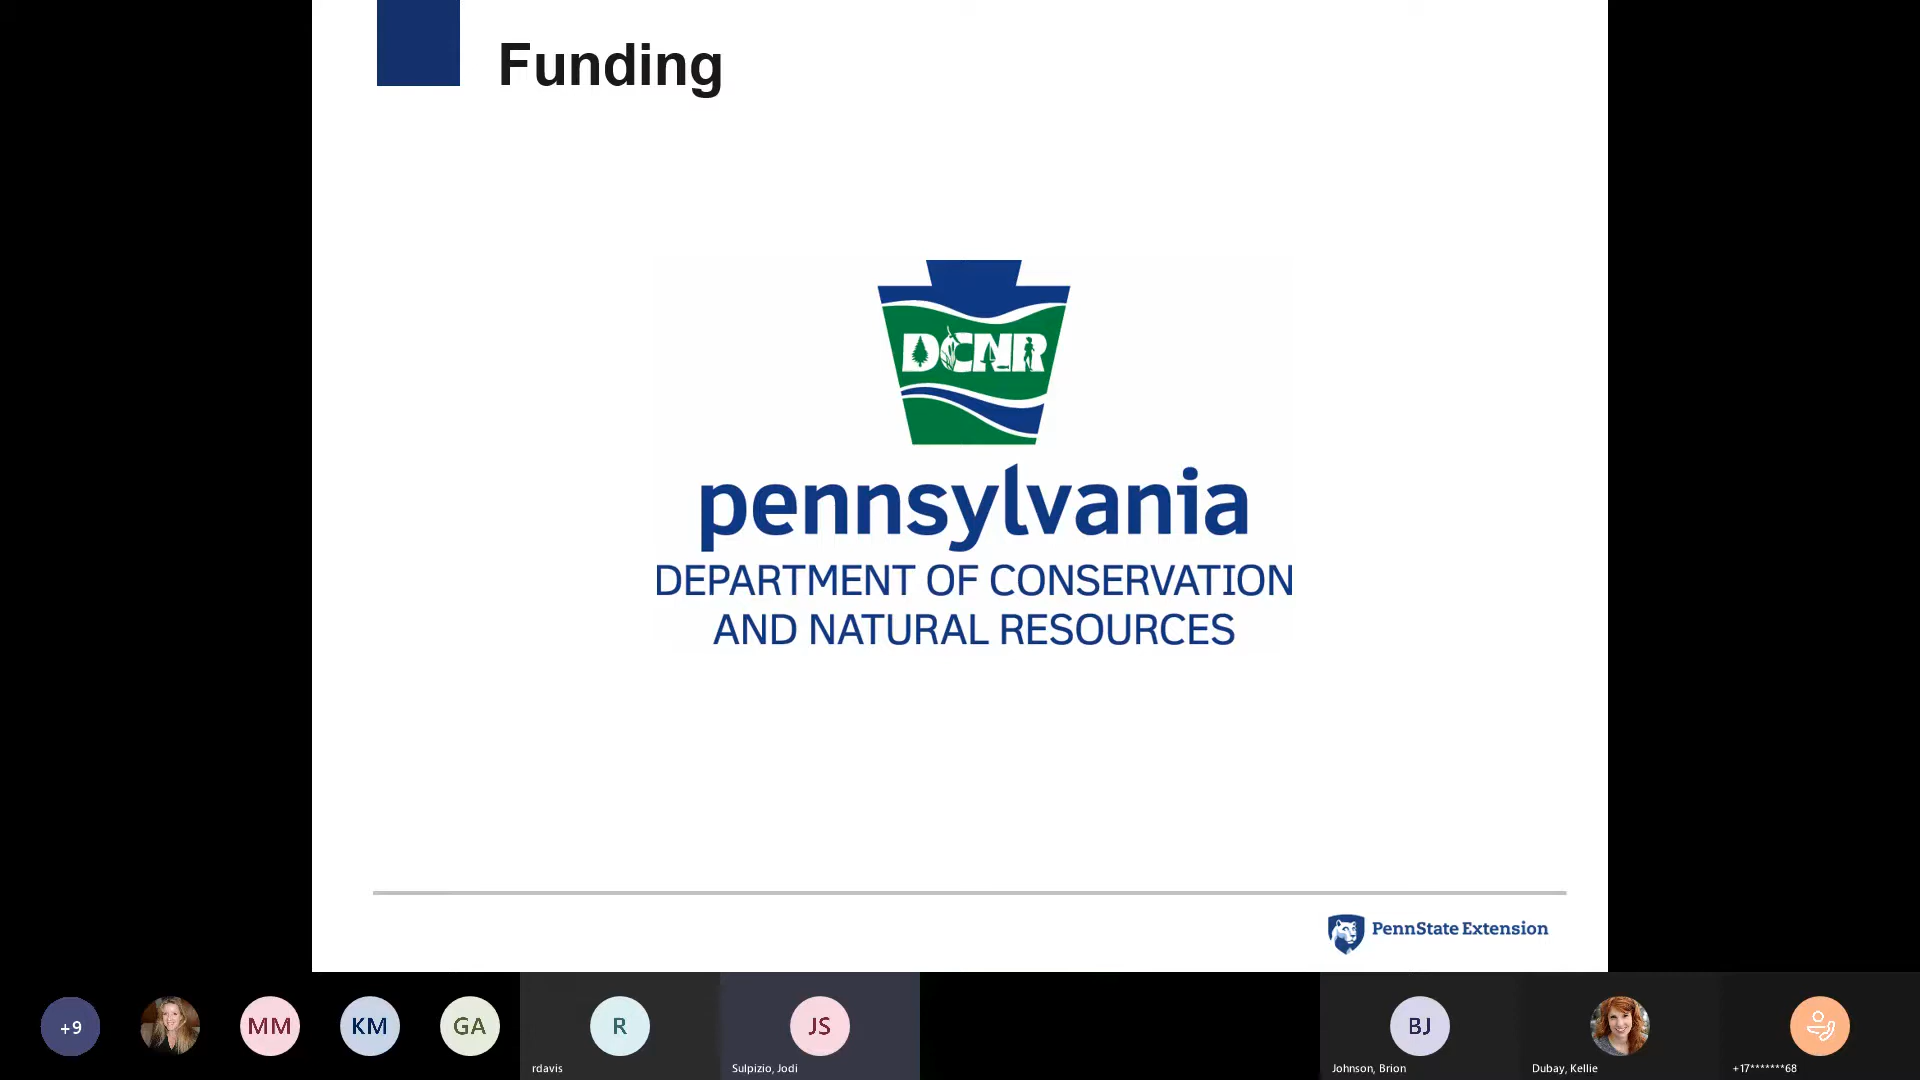 Funding
DCNR
pennsylvania
DEPARTMENT OF CONSERVATION
AND NATURAL RESOURCES
PennState Extension
+9
MM
KM
GA
R
JS
BJ
rdavis
Sulpizio, Jodi
Johnson, Brion
Dubay, Kellie
+17*******68